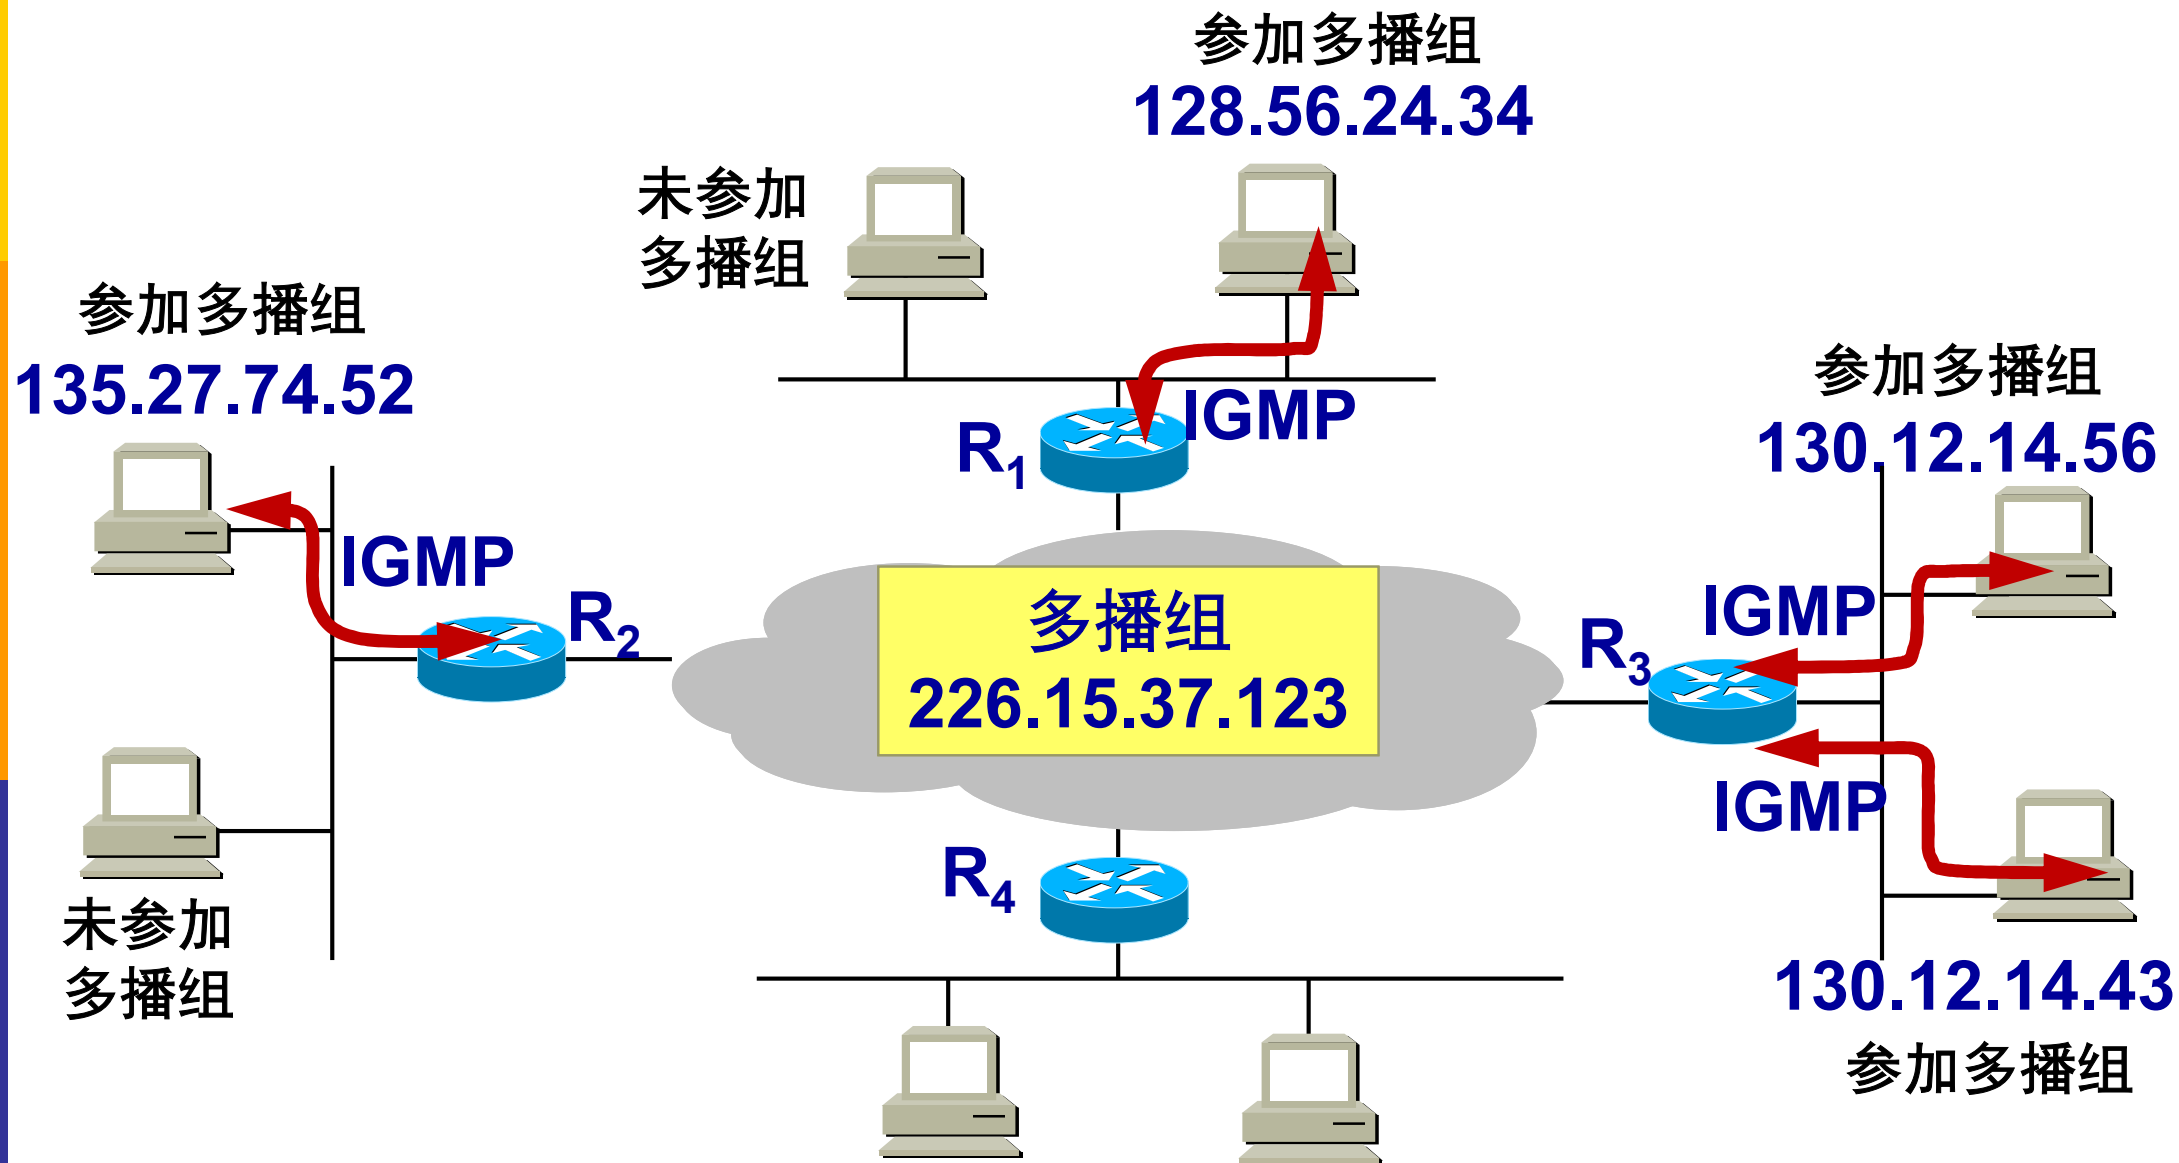 参加多播组
128.56.24.34
未参加
多播组
参加多播组
135.27.74.52
参加多播组
130.12.14.56
IGMP
R1
IGMP
R2
多播组
226.15.37.123
IGMP
R3
IGMP
R4
未参加
多播组
130.12.14.43
参加多播组